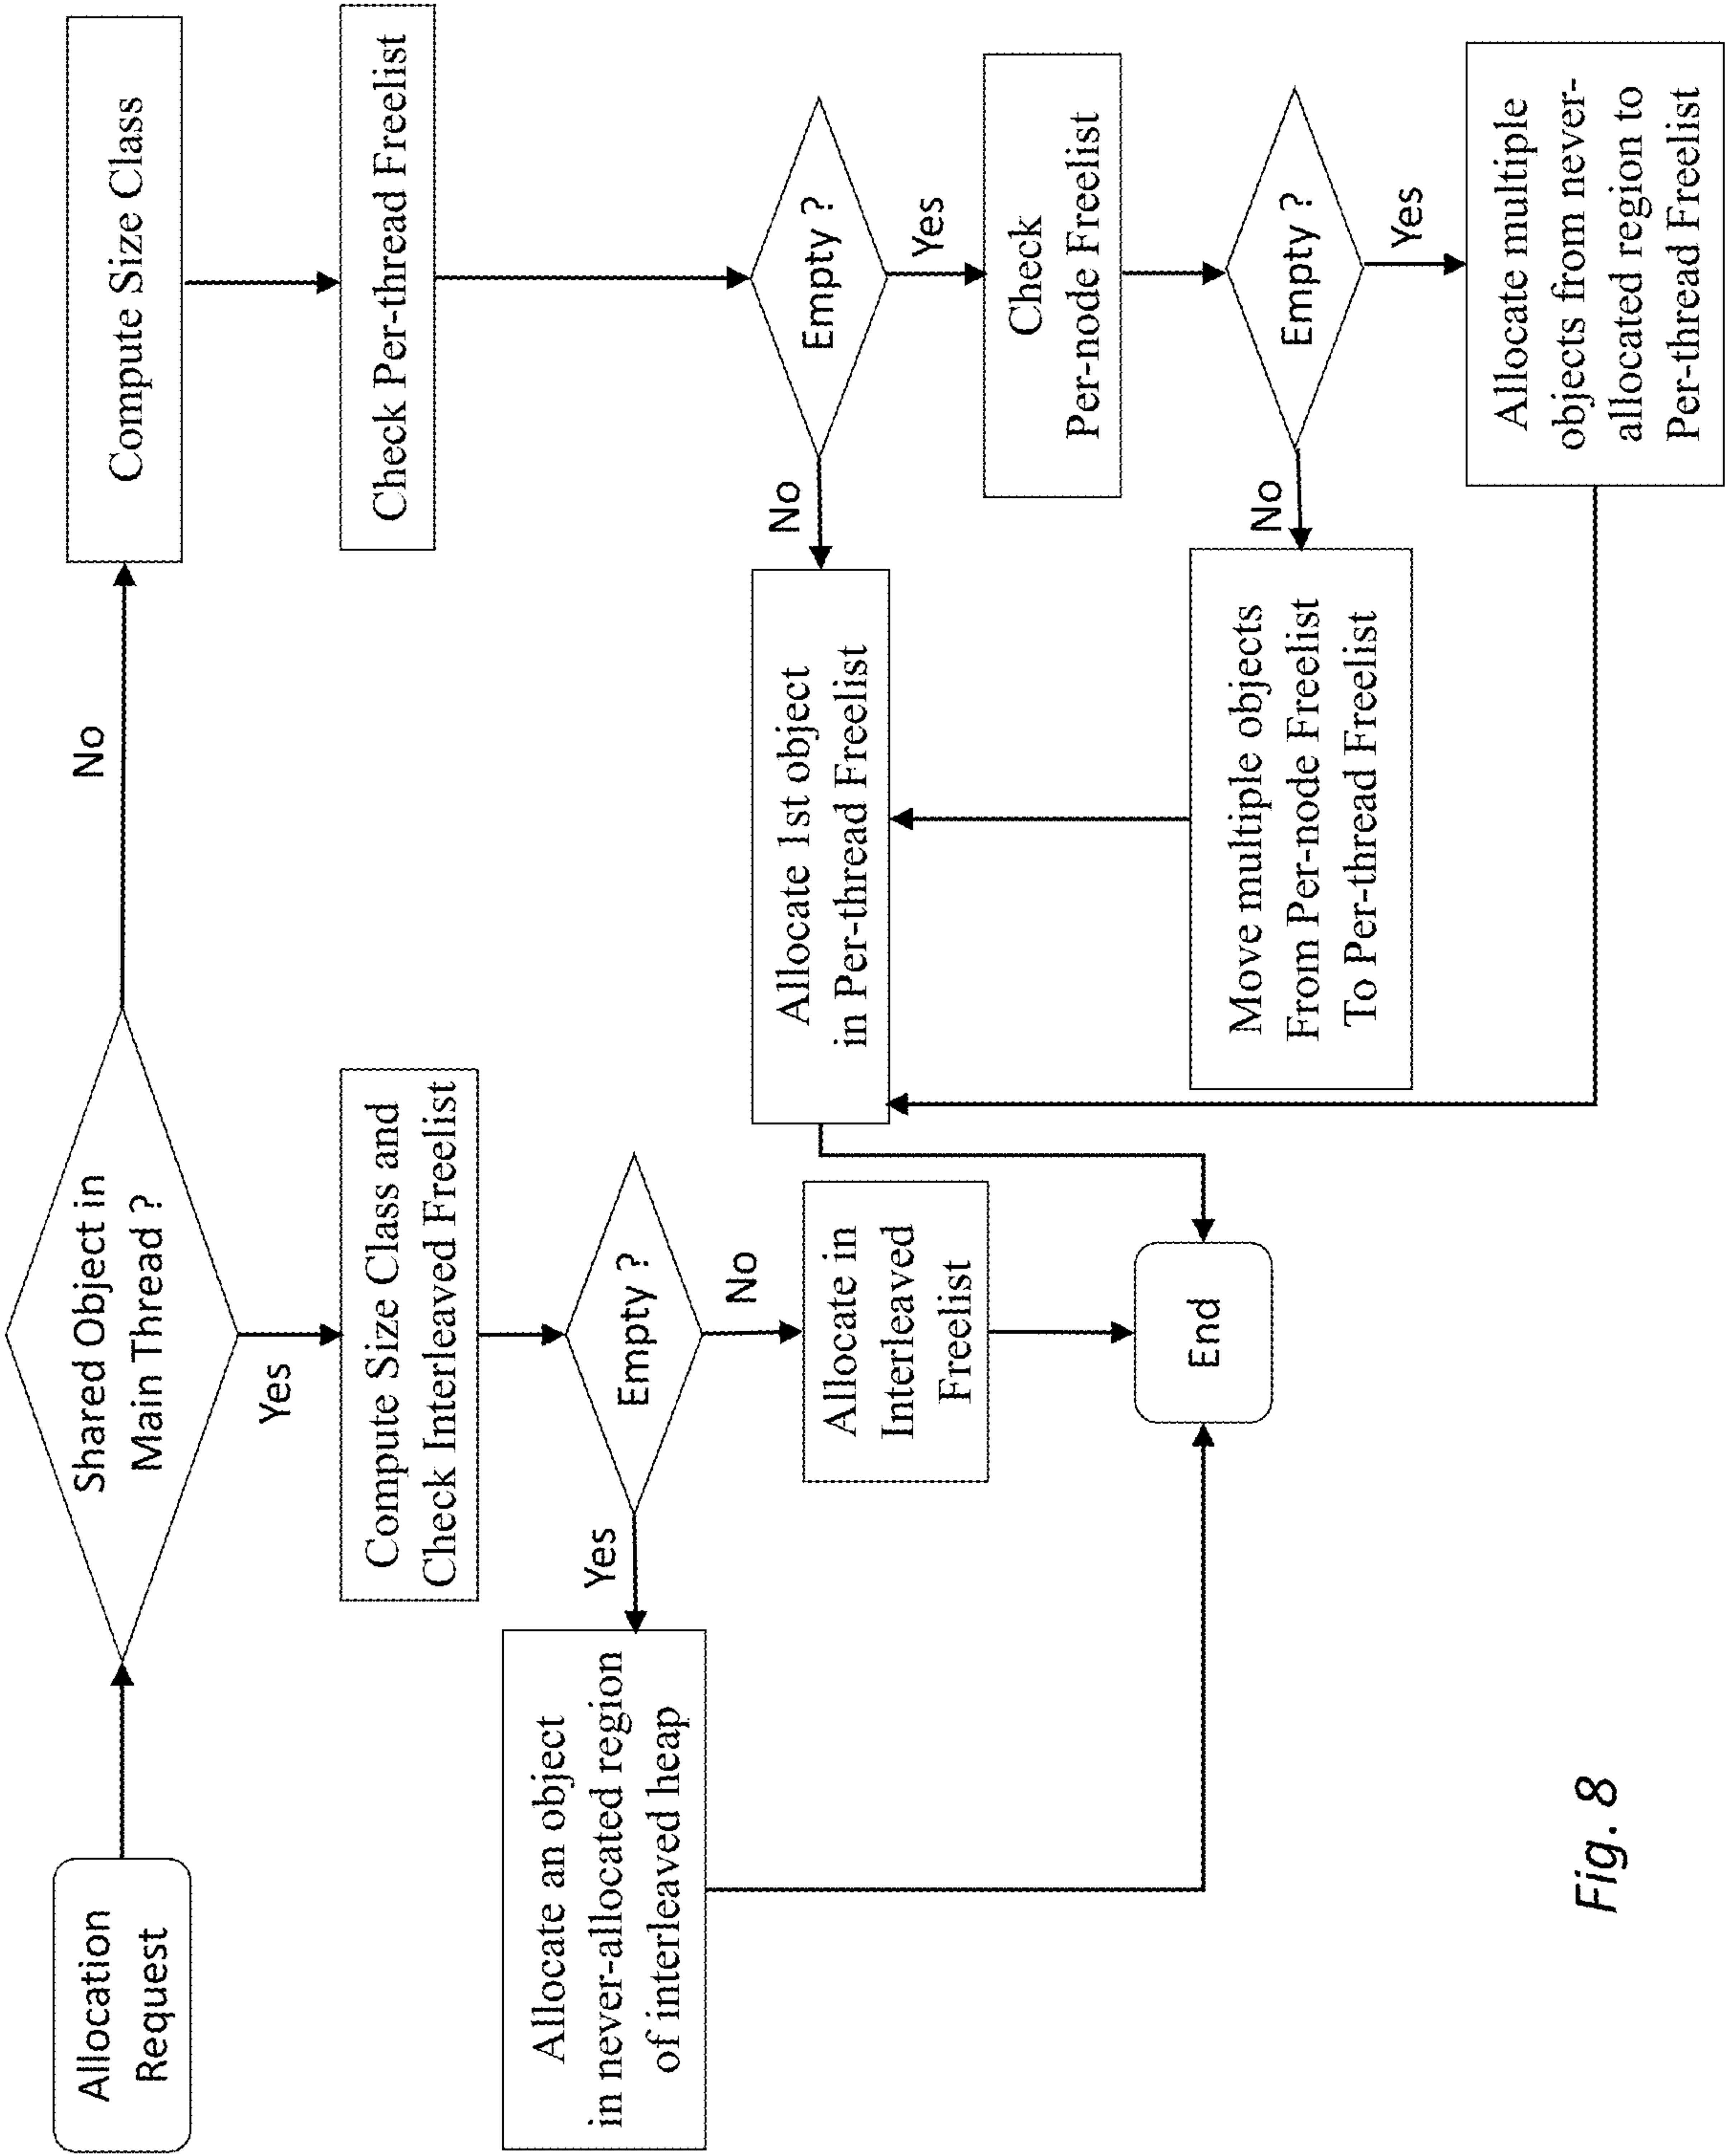 Allocation
Request
Shared Object in
Main Thread ?
No
Compute Size Class
Yes
Compute Size Class and
Check Interleaved Freelist
Check Per-thread Freelist
Empty ?
Yes
Allocate an object
in never-allocated region
of interleaved heap
No
Allocate in
Interleaved
Freelist
Empty ?
No
Allocate 1st object
in Per-thread Freelist
Yes
Check
Per-node Freelist
Empty ?
No
Move multiple objects
From Per-node Freelist
To Per-thread Freelist
Yes
Allocate multiple
objects from never-
allocated region to
Per-thread Freelist
End
Fig. 8